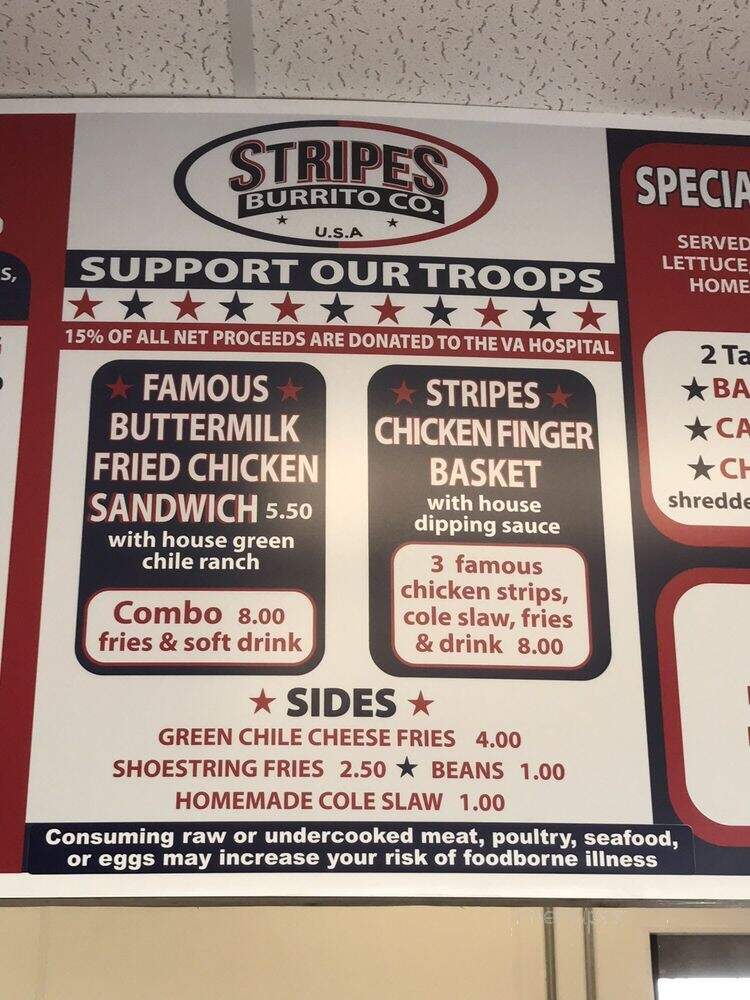 STRIPES
BURRITO CO.
U.S.A
SUPPORT OUR TROOPS
15% OF ALL NET PROCEEDS ARE DONATED TO THE VA HOSPITAL
FAMOUS
BUTTERMILK
FRIED CHICKEN
SANDWICH 5.50
with house green
chile ranch
Combo 8.00
fries & soft drink
STRIPES
CHICKEN FINGER
BASKET
with house
dipping sauce
3 famous
chicken strips,
cole slaw, fries
& drink 8.00
SIDES
GREEN CHILE CHEESE FRIES 4.00
SHOESTRING FRIES 2.50 ★ BEANS 1.00
HOMEMADE COLE SLAW 1.00
Consuming raw or undercooked meat, poultry, seafood,
or eggs may increase your risk of foodborne illness
SPECIA
SERVED
LETTUCE
HOME
2 Ta
★ BA
★ CA
★ CH
shredde